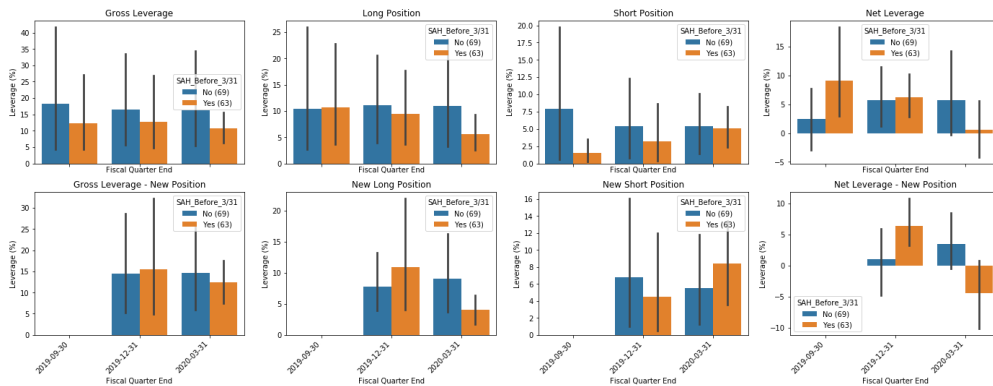 Gross Leverage
Leverage (%)
40
35
30
25
20
15
10
5
0
SAH_Before_3/31
No (69)
Yes (63)
Fiscal Quarter End
Long Position
Leverage (%)
25
20
15
10
5
0
SAH_Before_3/31
No (69)
Yes (63)
Fiscal Quarter End
Short Position
Leverage (%)
20.0
17.5
15.0
12.5
10.0
7.5
5.0
2.5
0.0
SAH_Before_3/31
No (69)
Yes (63)
Fiscal Quarter End
Net Leverage
Leverage (%)
15
10
5
0
−5
SAH_Before_3/31
No (69)
Yes (63)
Fiscal Quarter End
Gross Leverage - New Position
Leverage (%)
30
25
20
15
10
5
0
SAH_Before_3/31
No (69)
Yes (63)
2019-09-30
2019-12-31
2020-03-31
Fiscal Quarter End
New Long Position
Leverage (%)
20
15
10
5
0
SAH_Before_3/31
No (69)
Yes (63)
2019-09-30
2019-12-31
2020-03-31
Fiscal Quarter End
New Short Position
Leverage (%)
16
14
12
10
8
6
4
2
0
SAH_Before_3/31
No (69)
Yes (63)
2019-09-30
2019-12-31
2020-03-31
Fiscal Quarter End
Net Leverage - New Position
Leverage (%)
10
5
0
−5
−10
SAH_Before_3/31
No (69)
Yes (63)
2019-09-30
2019-12-31
2020-03-31
Fiscal Quarter End